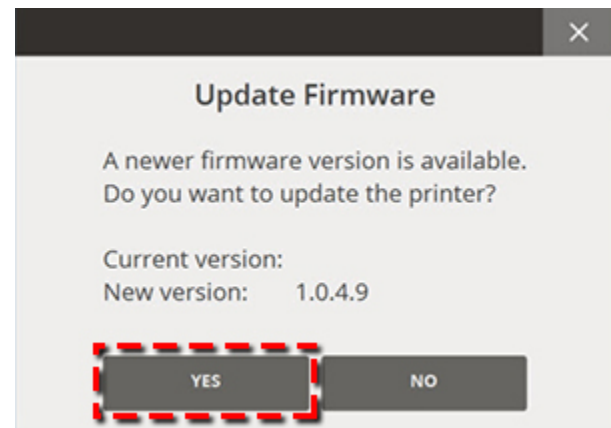 Update Firmware
A newer firmware version is available.
Do you want to update the printer?
Current version:
New version: 1.0.4.9
YES NO